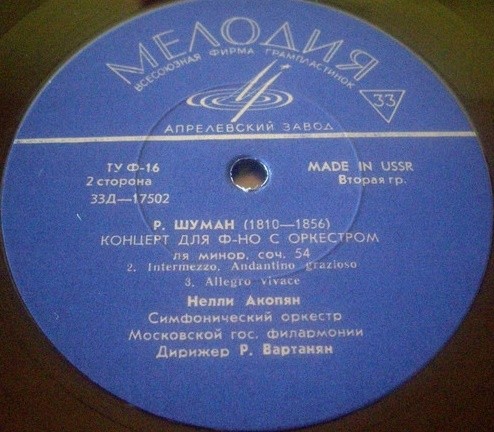 МЕЛОДИЯ
ВСЕСОЮЗНАЯ ФИРМА ГРАМПЛАСТИНОК
33
АПРЕЛЕВСКИЙ ЗАВОД
ТУ Ф-16
MADE IN USSR
2 сторона
Вторая гр.
33Д—17502
Р. ШУМАН (1810—1856)
КОНЦЕРТ ДЛЯ Ф-НО С ОРКЕСТРОМ
ля минор, соч. 54
2. Intermezzo, Andantino grazioso
3. Allegro vivace
Нелли Акопян
Симфонический оркестр
Московской гос. филармонии
Дирижер Р. Вартанян